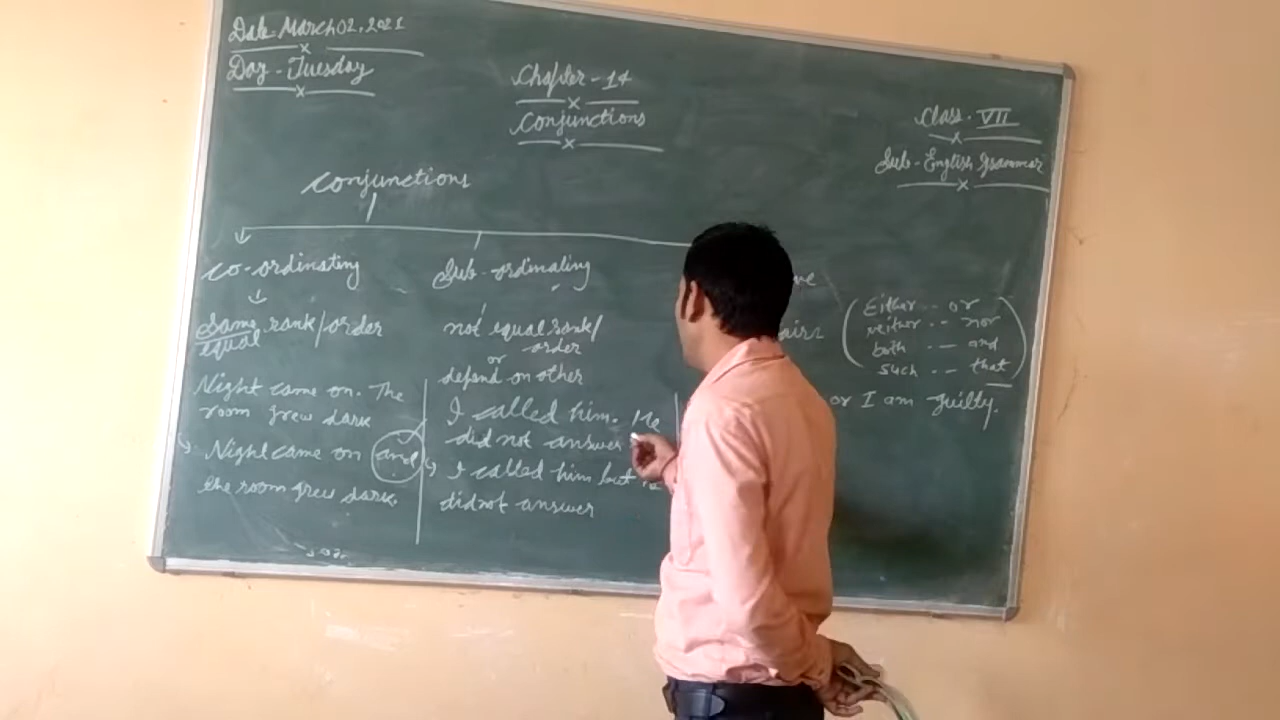 Date - March 02, 2021
Day - Tuesday
Chapter - 14
Conjunctions
Class - VII
Sub - English Grammar
Conjunctions
Co-ordinating
Same rank/order
equal
Night came on. The
room grew dark
Night came on and
the room grew dark.
Sub-ordinating
not equal rank/
or order
depend on other
I called him. He
did not answer
I called him but he
did not answer
Either -- or
neither -- nor
both -- and
such -- that
or I am guilty.